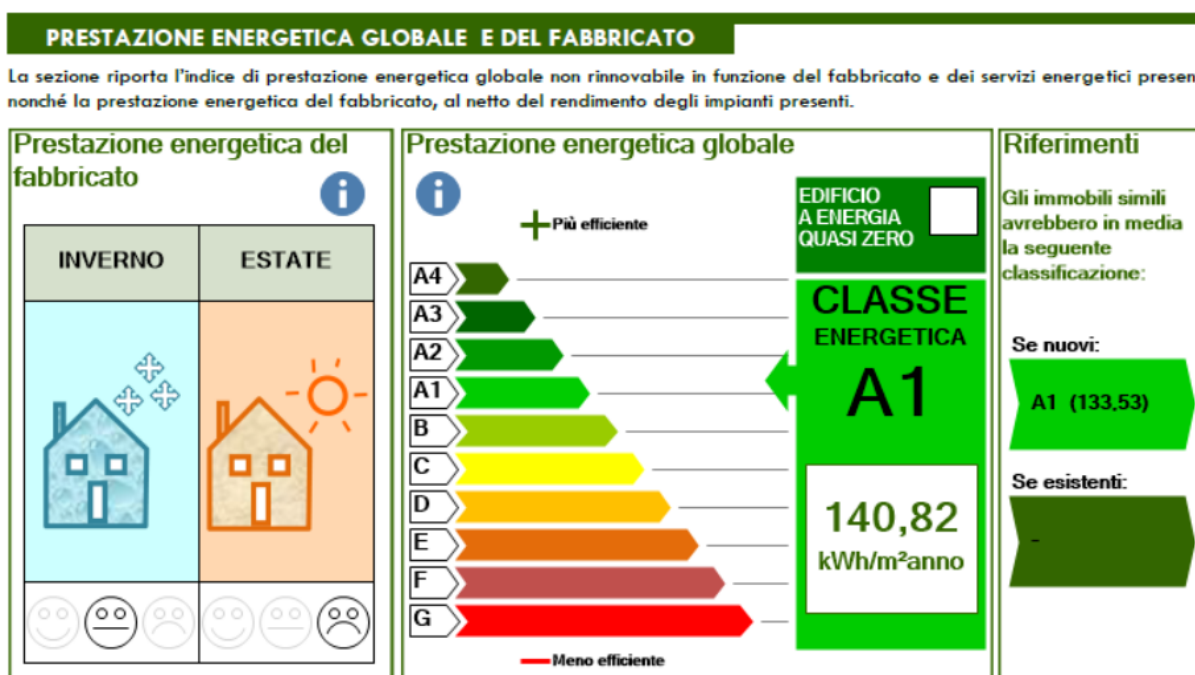 PRESTAZIONE ENERGETICA GLOBALE E DEL FABBRICATO
La sezione riporta l'indice di prestazione energetica globale non rinnovabile in funzione del fabbricato e dei servizi energetici
nonché la prestazione energetica del fabbricato, al netto del rendimento degli impianti presenti.
Prestazione energetica del
fabbricato
i
INVERNO
ESTATE
Prestazione energetica globale
i
Più efficiente
A4
A3
A2
A1
B
C
D
E
F
G
Meno efficiente
EDIFICIO
A ENERGIA
QUASI ZERO
CLASSE
ENERGETICA
A1
140,82
kWh/m²anno
Riferimenti
Gli immobili simili
avrebbero in media
la seguente
classificazione:
Se nuovi:
A1 (133,53)
Se esistenti:
-